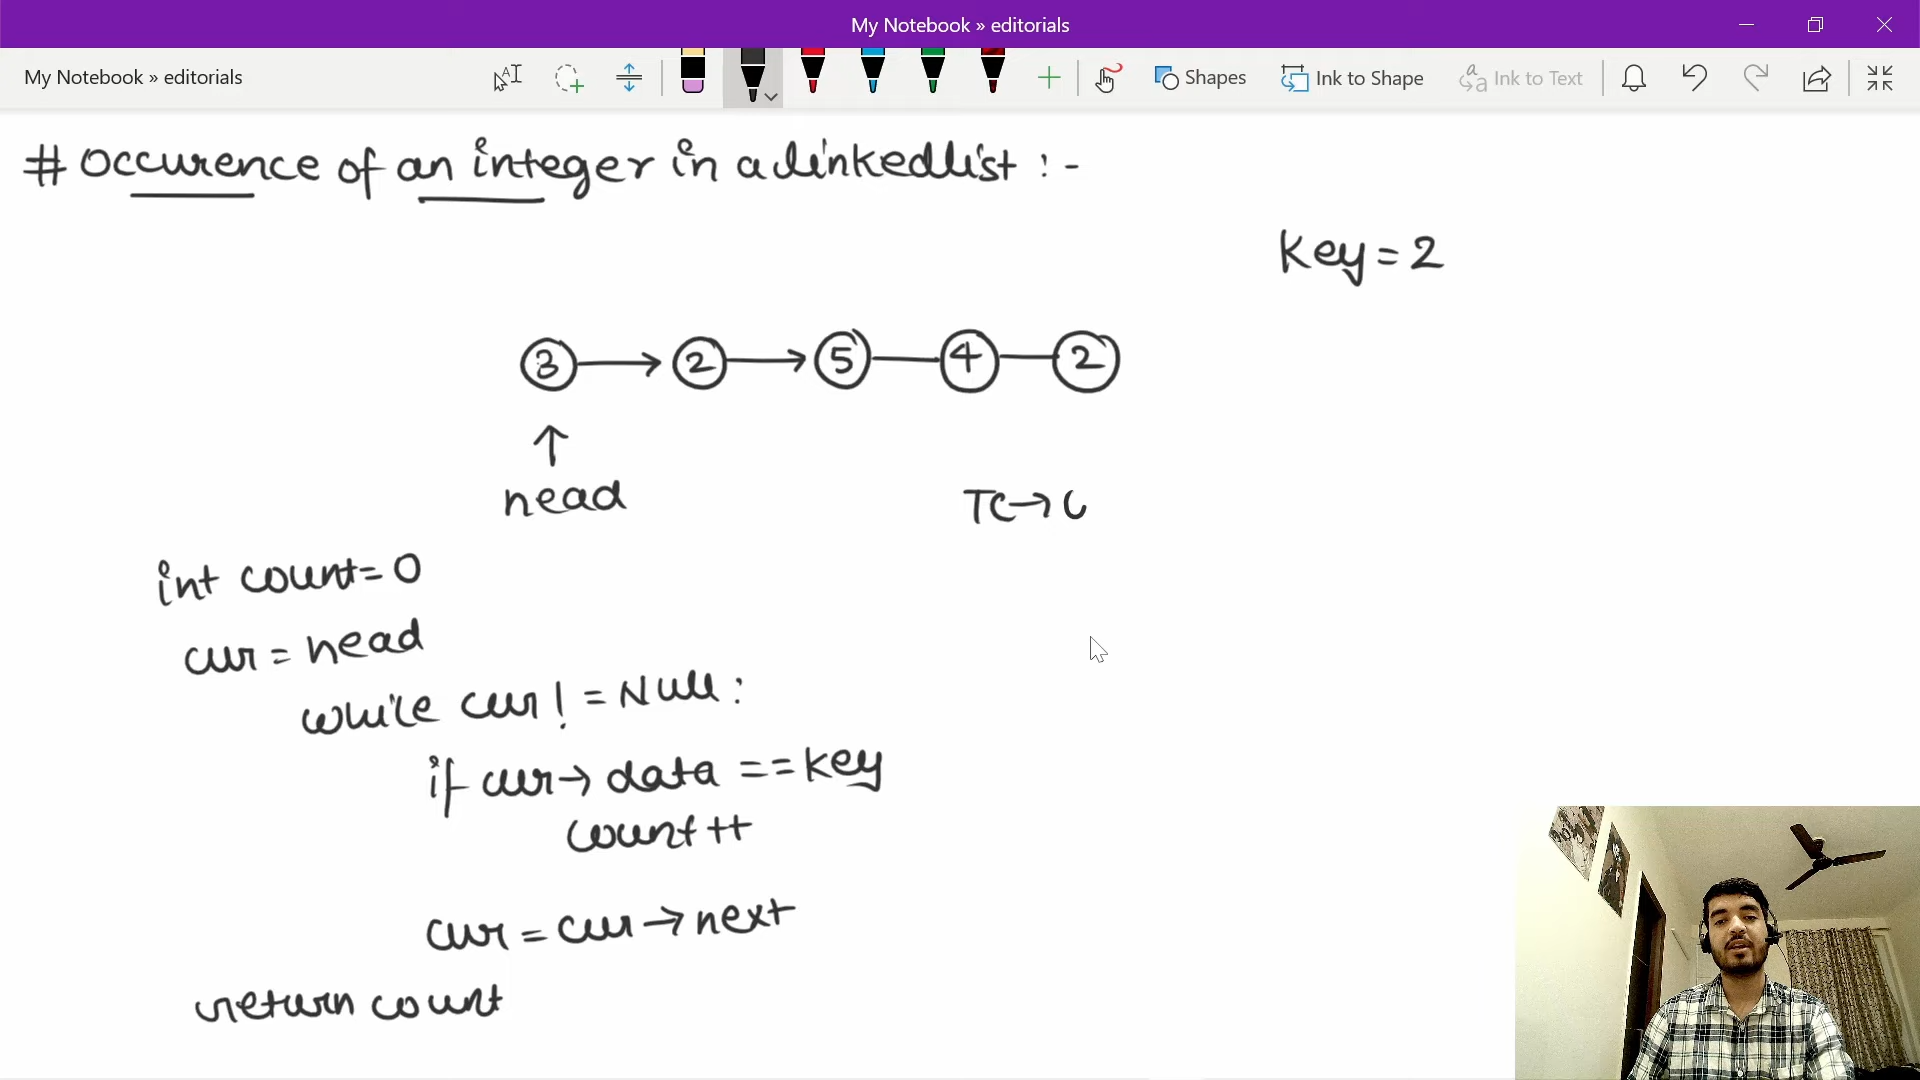 My Notebook » editorials
My Notebook » editorials
Shapes
Ink to Shape
Ink to Text
# Occurence of an integer in a linkedlist :-
Key = 2
3 → 2 → 5 — 4 — 2
↑
head
TC →
int count = 0
cur = head
while cur != Null :
if cur → data == key
count ++
cur = cur → next
return count